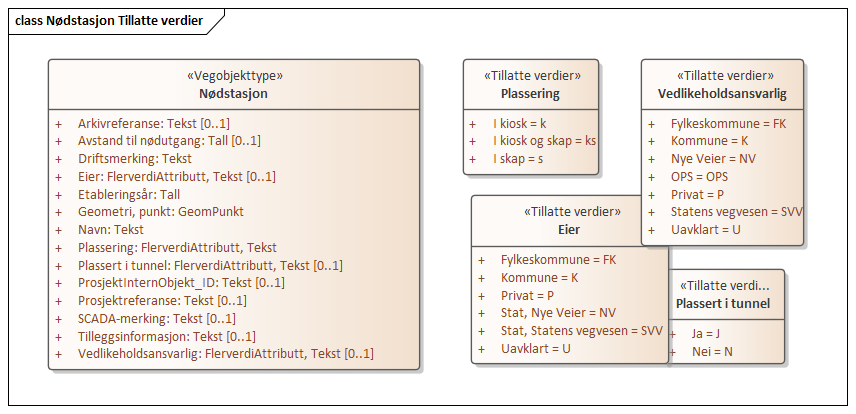 class Nødstasjon Tillatte verdier
«Vegobjekttype»
Nødstasjon
+ Arkivreferanse: Tekst [0..1]
+ Avstand til nødutgang: Tall [0..1]
+ Driftsmerking: Tekst
+ Eier: FlerverdiAttributt, Tekst [0..1]
+ Etableringsår: Tall
+ Geometri, punkt: GeomPunkt
+ Navn: Tekst
+ Plassering: FlerverdiAttributt, Tekst
+ Plassert i tunnel: FlerverdiAttributt, Tekst [0..1]
+ ProsjektInternObjekt_ID: Tekst [0..1]
+ Prosjektreferanse: Tekst [0..1]
+ SCADA-merking: Tekst [0..1]
+ Tilleggsinformasjon: Tekst [0..1]
+ Vedlikeholdsansvarlig: FlerverdiAttributt, Tekst [0..1]
«Tillatte verdier»
Plassering
+ I kiosk = k
+ I kiosk og skap = ks
+ I skap = s
«Tillatte verdier»
Vedlikeholdsansvarlig
+ Fylkeskommune = FK
+ Kommune = K
+ Nye Veier = NV
+ OPS = OPS
+ Privat = P
+ Statens vegvesen = SVV
+ Uavklart = U
«Tillatte verdier»
Eier
+ Fylkeskommune = FK
+ Kommune = K
+ Privat = P
+ Stat, Nye Veier = NV
+ Stat, Statens vegvesen = SVV
+ Uavklart = U
«Tillatte verdi...
Plassert i tunnel
+ Ja = J
+ Nei = N